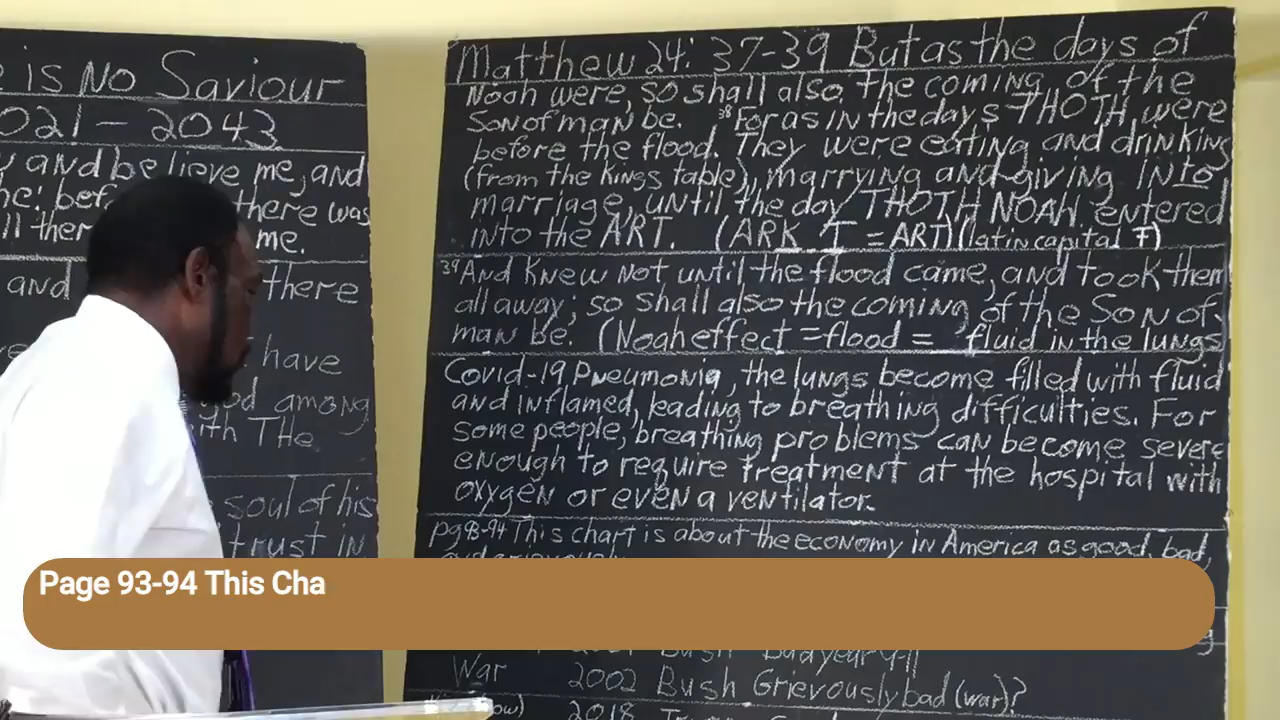 is No Saviour
021 - 2043
and believe me, and
me: bef there was
ll ther me.
and there
have
god among
ith THe
soul of his
trust in
Matthew 24: 37-39 But as the days of
Noah were, so shall also the coming of the
Son of man be. 38 For as in the days THOTH, were
before the flood. They were eating and drinking
(from the Kings table), marrying and giving into
marriage, until the day THOTH NOAH entered
into the ART. (ARK T = ART) (latin capital 7)
39 And Knew not until the flood came, and took them
all away; so shall also the coming of the Son of
man be. (Noah effect = flood = fluid in the lungs
Covid-19 Pneumonia, the lungs become filled with fluid
and inflamed, leading to breathing difficulties. For
some people, breathing problems can become severe
enough to require treatment at the hospital with
oxygen or even a ventilator.
pg 93-94 This chart is about the economy in America as good, bad,
Page 93-94 This Cha
Bush Bad year 9-11
War 2002 Bush Grievously bad (war)?
2018